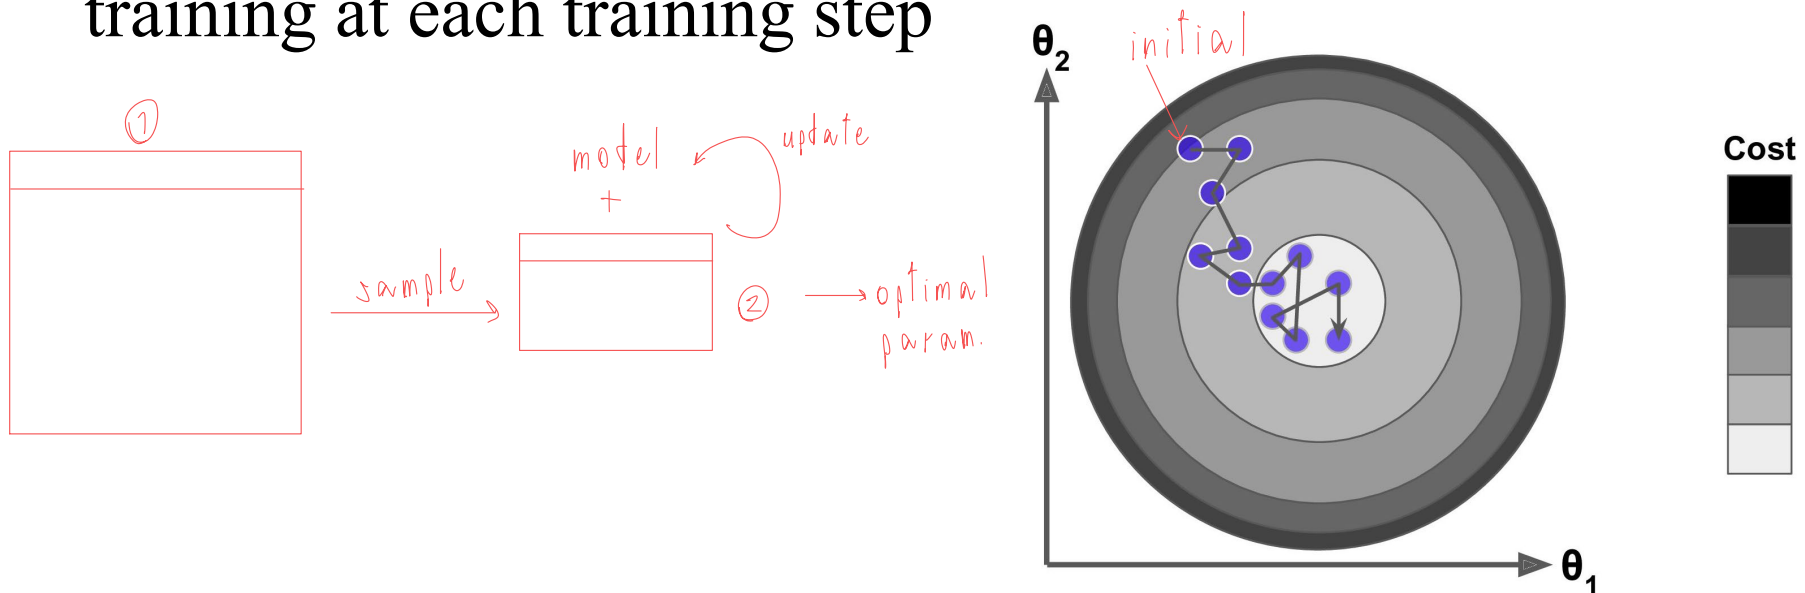 training at each training step
①
model
+
update
sample
②
optimal
param.
θ2
initial
Cost
θ1